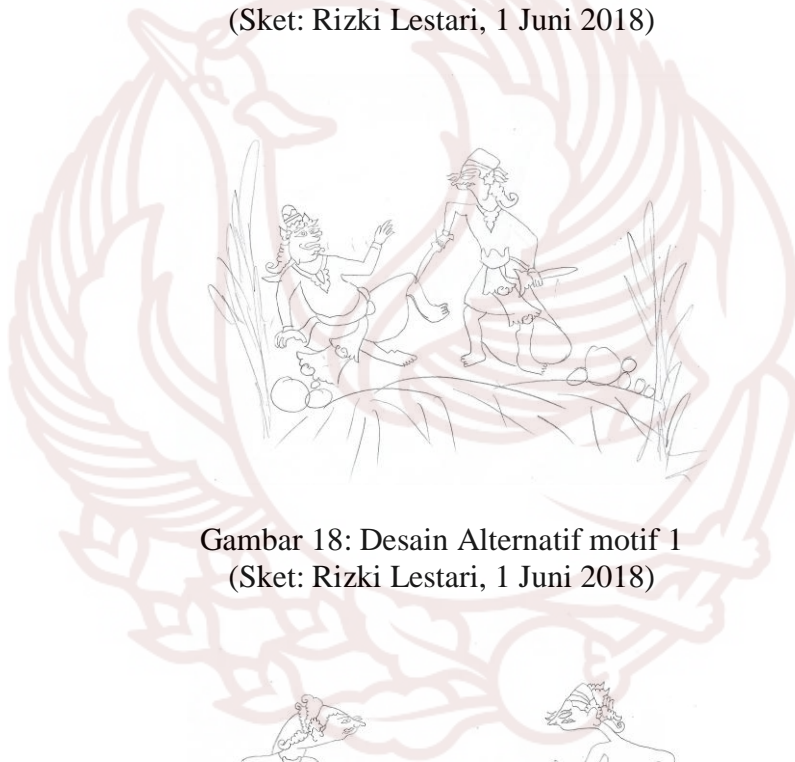 (Sket: Rizki Lestari, 1 Juni 2018)
Gambar 18: Desain Alternatif motif 1
(Sket: Rizki Lestari, 1 Juni 2018)